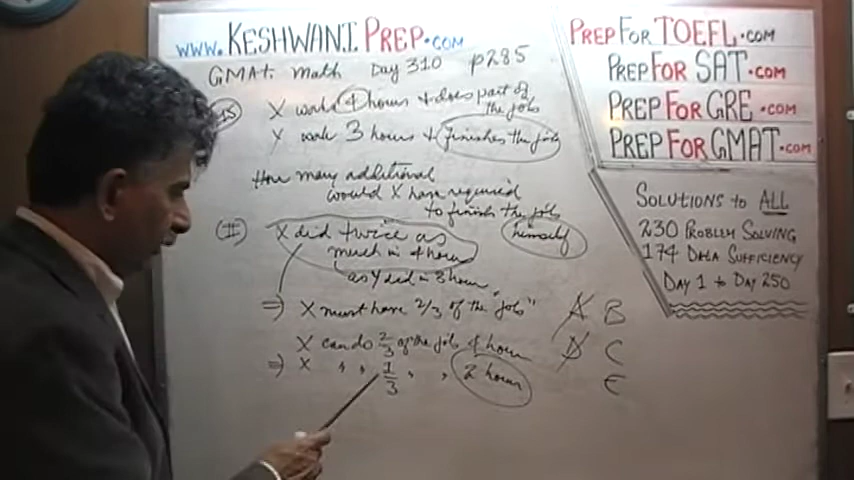 www.KESHWANI PREP.COM
GMAT: Math Day 310 p285
X works 4 hours & does part of the job
Y work 3 hours & finishes the job
How many additional
would X have required
to finish the job
himself
(II) X did twice as
much in 4 hours
as Y did in 3 hours
⇒ X must have 2/3 of the job"
X can do 2/3 of the job 4 hours
⇒ X " " 1/3 " " 2 hours
A B
D C
E
PREP FOR TOEFL.COM
PREP FOR SAT.COM
PREP FOR GRE.COM
PREP FOR GMAT.COM
SOLUTIONS to ALL
230 PROBLEM SOLVING
174 DATA SUFFICIENCY
DAY 1 to DAY 250